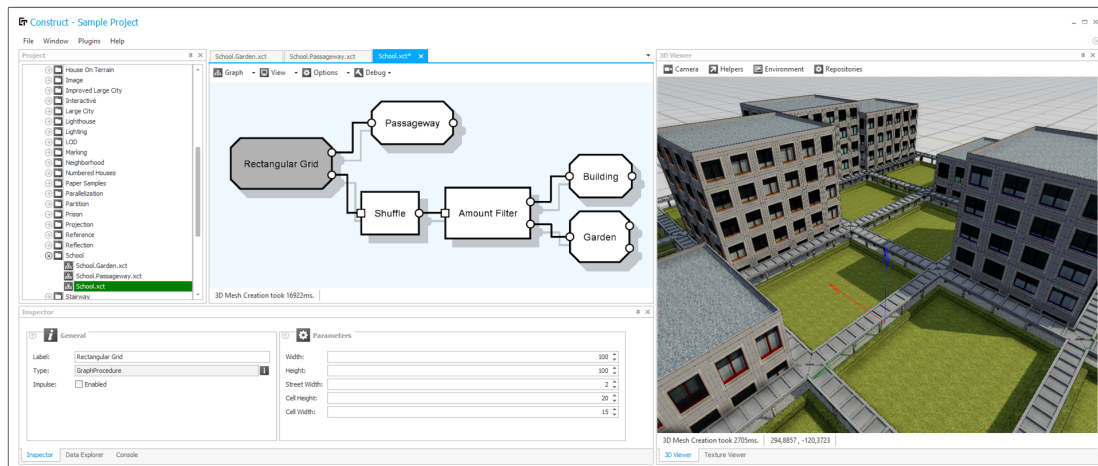 Construct - Sample Project
File Window Plugins Help
Project
House On Terrain
Image
Improved Large City
Interactive
Large City
Lighthouse
Lighting
LOD
Marking
Neighborhood
Numbered Houses
Paper Samples
Parallelization
Partition
Prison
Projection
Reference
Reflection
School
School.Garden.xct
School.Passageway.xct
School.xct
Stairway
School.Garden.xct School.Passageway.xct School.xct*
Graph View Options Debug
Passageway
Rectangular Grid
Building
Shuffle Amount Filter
Garden
3D Mesh Creation took 16922ms.
3D Viewer
Camera Helpers Environment Repositories
3D Mesh Creation took 2705ms. 294,8857 , -120,3723
3D Viewer Texture Viewer
Inspector
General
Label: Rectangular Grid
Type: GraphProcedure
Impulse: Enabled
Parameters
Width: 100
Height: 100
Street Width: 2
Cell Height: 20
Cell Width: 15
Inspector Data Explorer Console